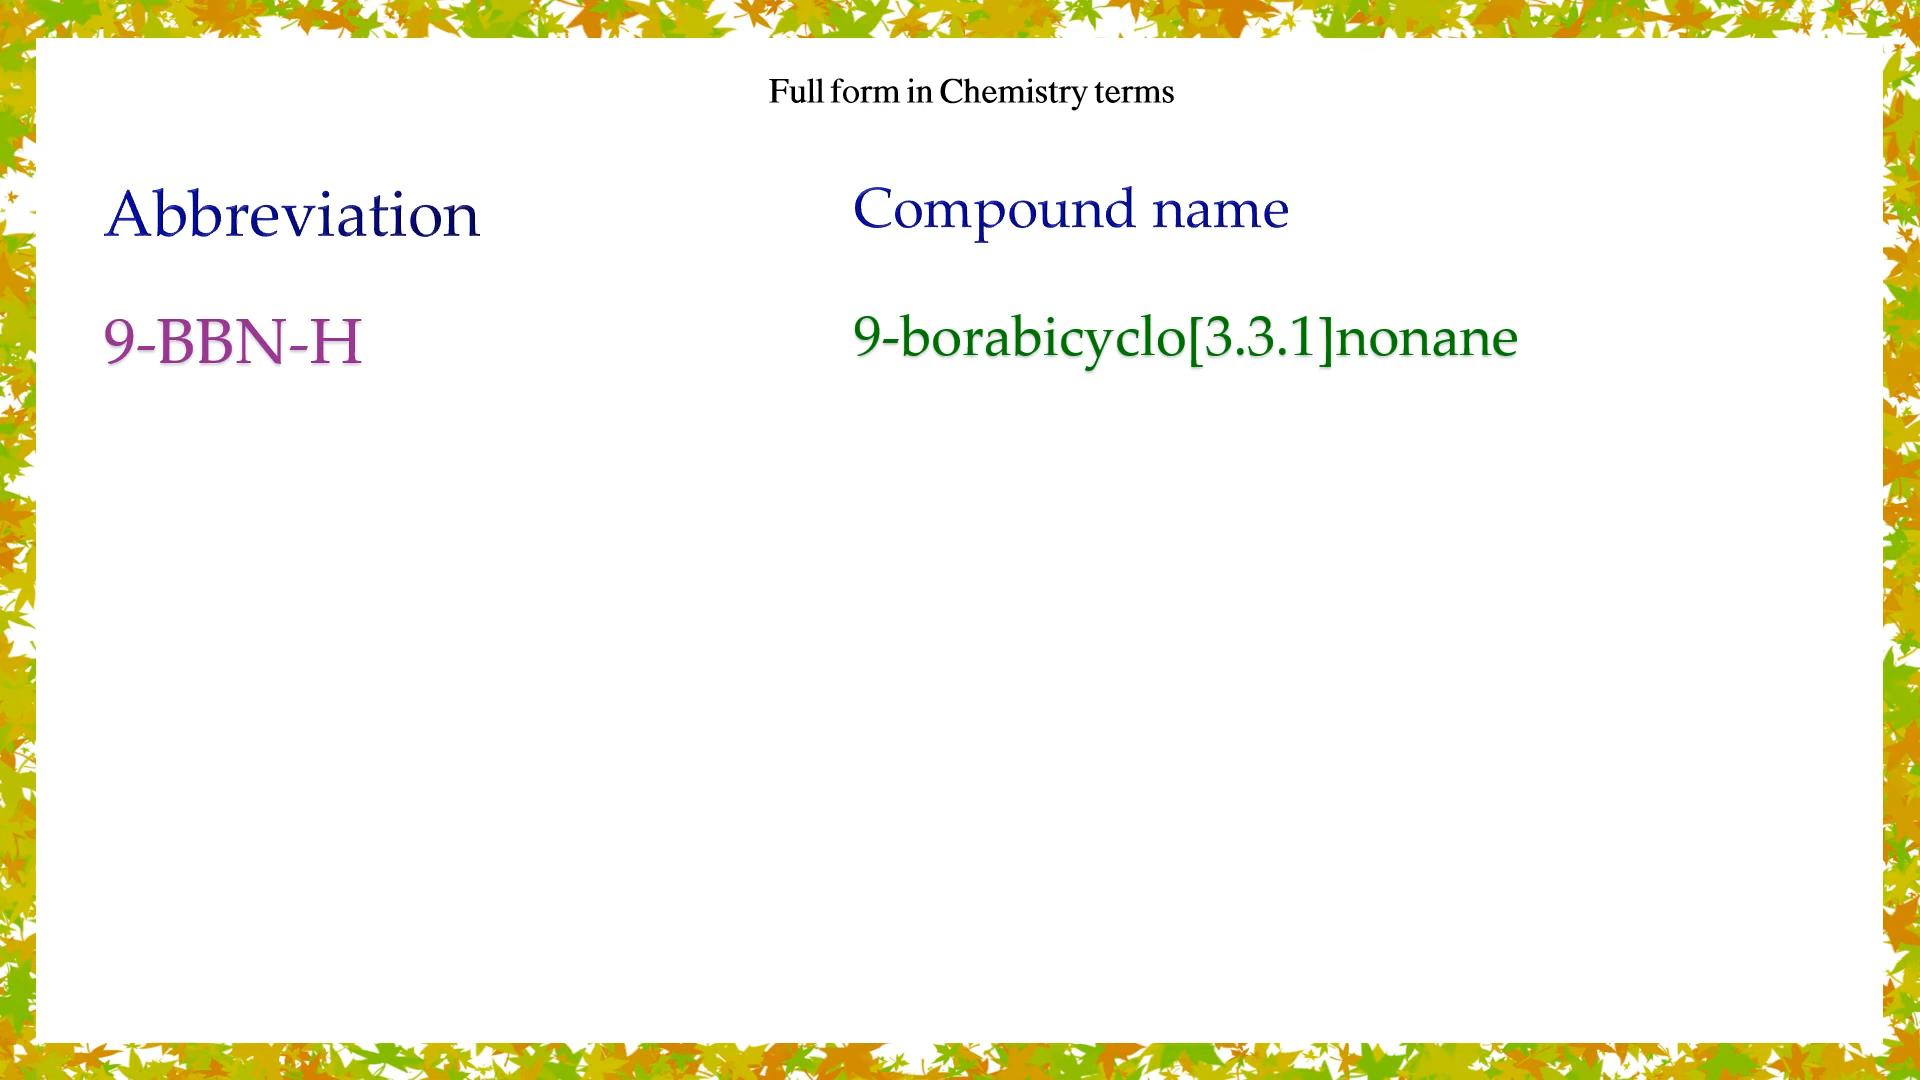 Full form in Chemistry terms
Abbreviation Compound name
9-BBN-H 9-borabicyclo[3.3.1]nonane